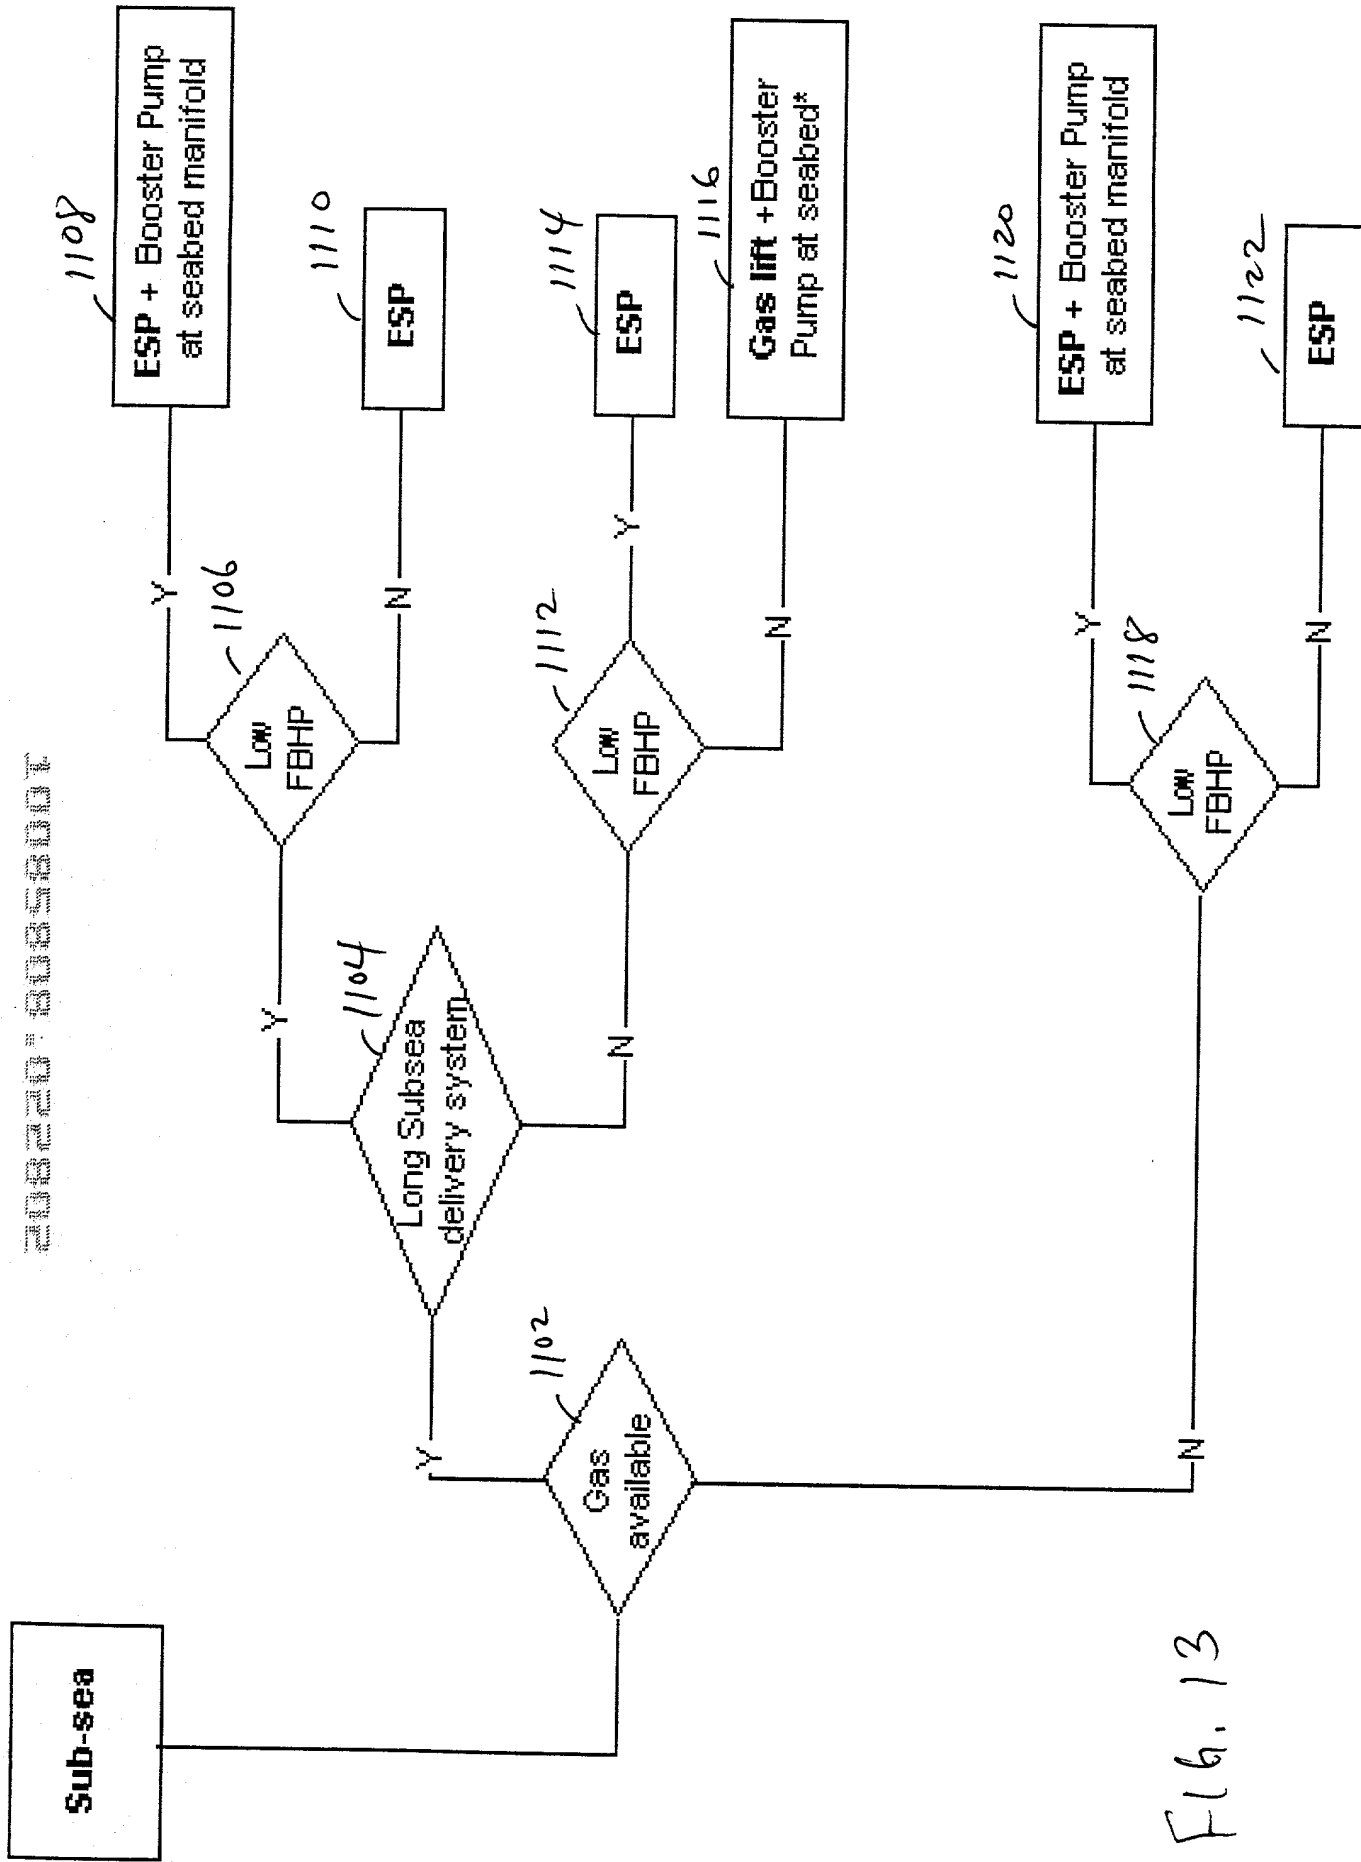 Sub-sea
Gas
available
1102
Y
N
Long Subsea
delivery system
1104
Y
N
Low
FBHP
1106
Y
N
Low
FBHP
1112
Y
N
Low
FBHP
1118
Y
N
ESP + Booster Pump
at seabed manifold
1108
ESP
1110
ESP
1114
Gas lift +Booster
Pump at seabed*
1116
ESP + Booster Pump
at seabed manifold
1120
ESP
1122
FIG. 13
10085808.022802